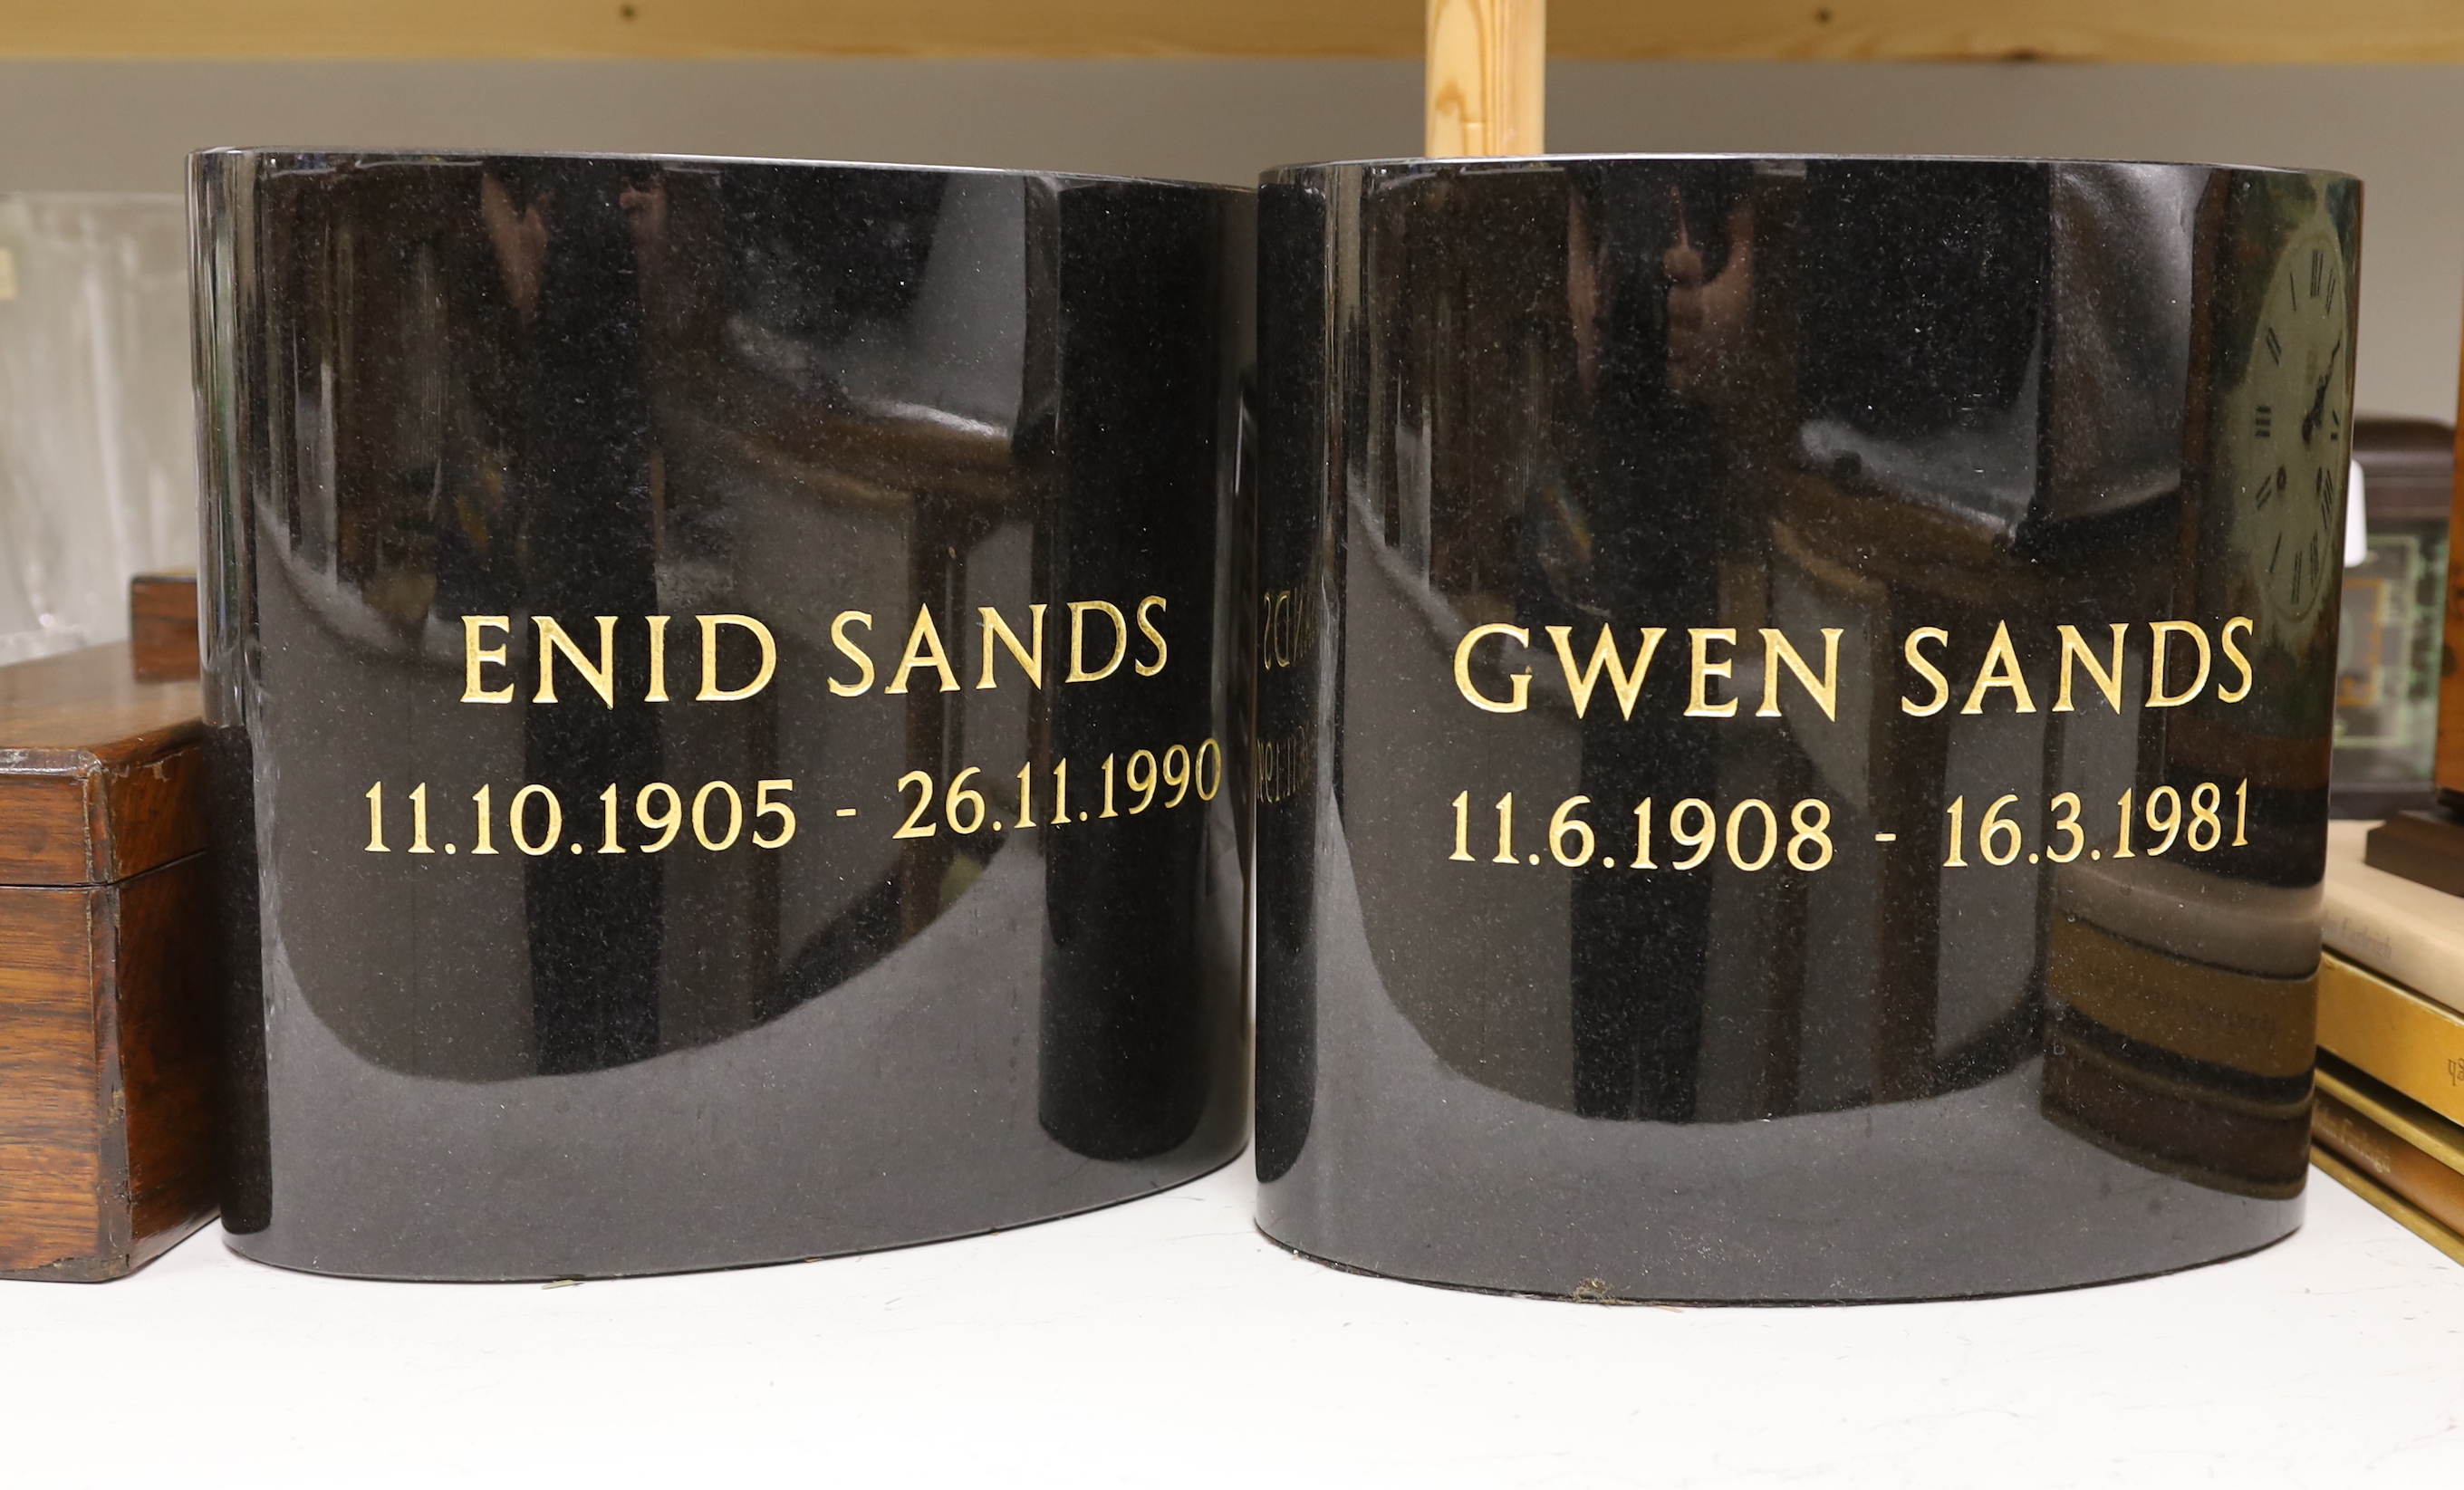 ENID SANDS
11.10.1905 - 26.11.1990
GWEN SANDS
11.6.1908 - 16.3.1981